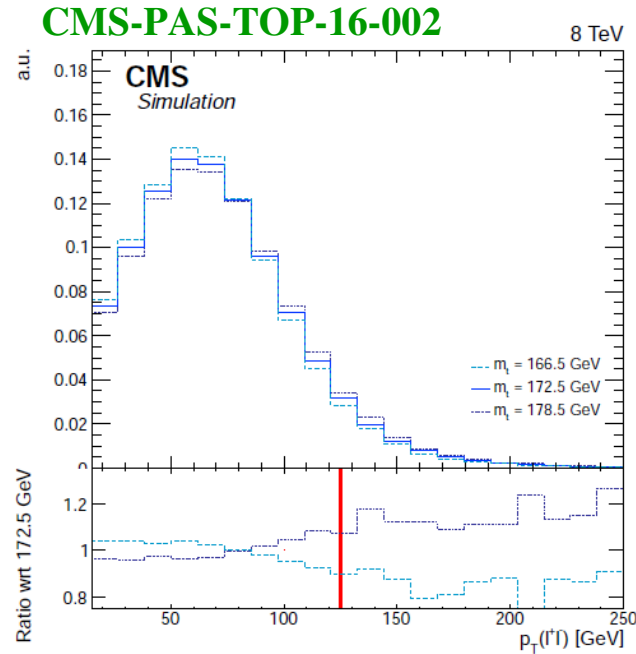 CMS-PAS-TOP-16-002
8 TeV
a.u.
CMS
Simulation
0.18
0.16
0.14
0.12
0.1
0.08
0.06
0.04
0.02
0
m_t = 166.5 GeV
m_t = 172.5 GeV
m_t = 178.5 GeV
Ratio wrt 172.5 GeV
1.2
1
0.8
50 100 150 200 250
p_T(l⁺l⁻) [GeV]